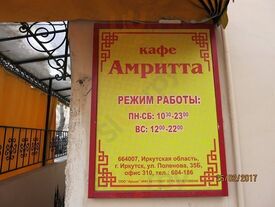 кафе
Амритта
РЕЖИМ РАБОТЫ:
ПН-СБ: 10³⁰-23⁰⁰
ВС: 12⁰⁰-22⁰⁰
664007, Иркутская область,
г. Иркутск, ул. Поленова, 35Б,
офис 310, тел.: 604-186
2017